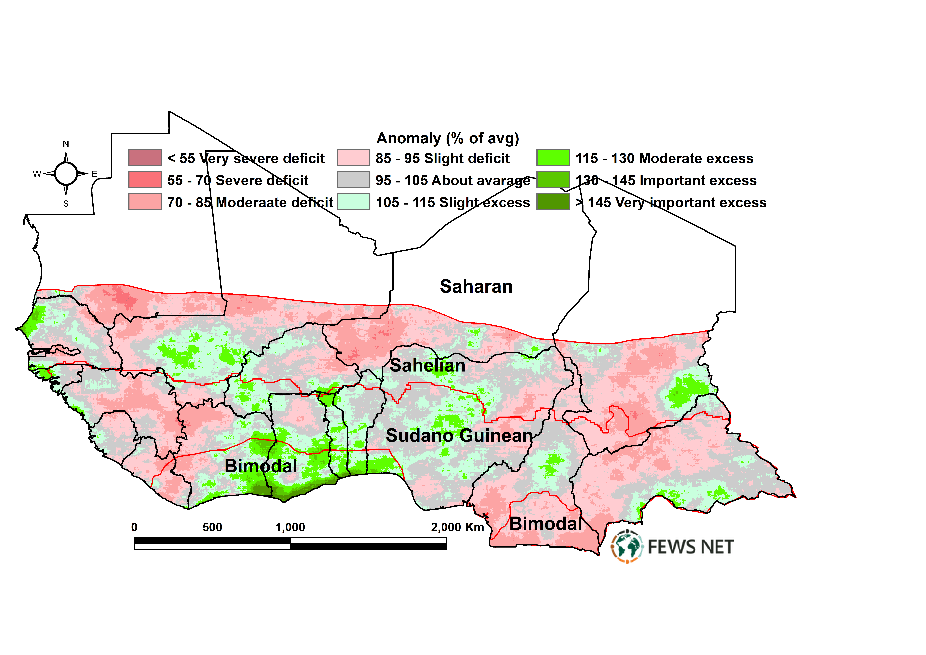 Anomaly (% of avg)
< 55 Very severe deficit
85 - 95 Slight deficit
115 - 130 Moderate excess
55 - 70 Severe deficit
95 - 105 About avarage
130 - 145 Important excess
70 - 85 Moderaate deficit
105 - 115 Slight excess
> 145 Very important excess
N
W E
S
Saharan
Sahelian
Sudano Guinean
Bimodal
Bimodal
0 500 1,000 2,000 Km
FEWS NET